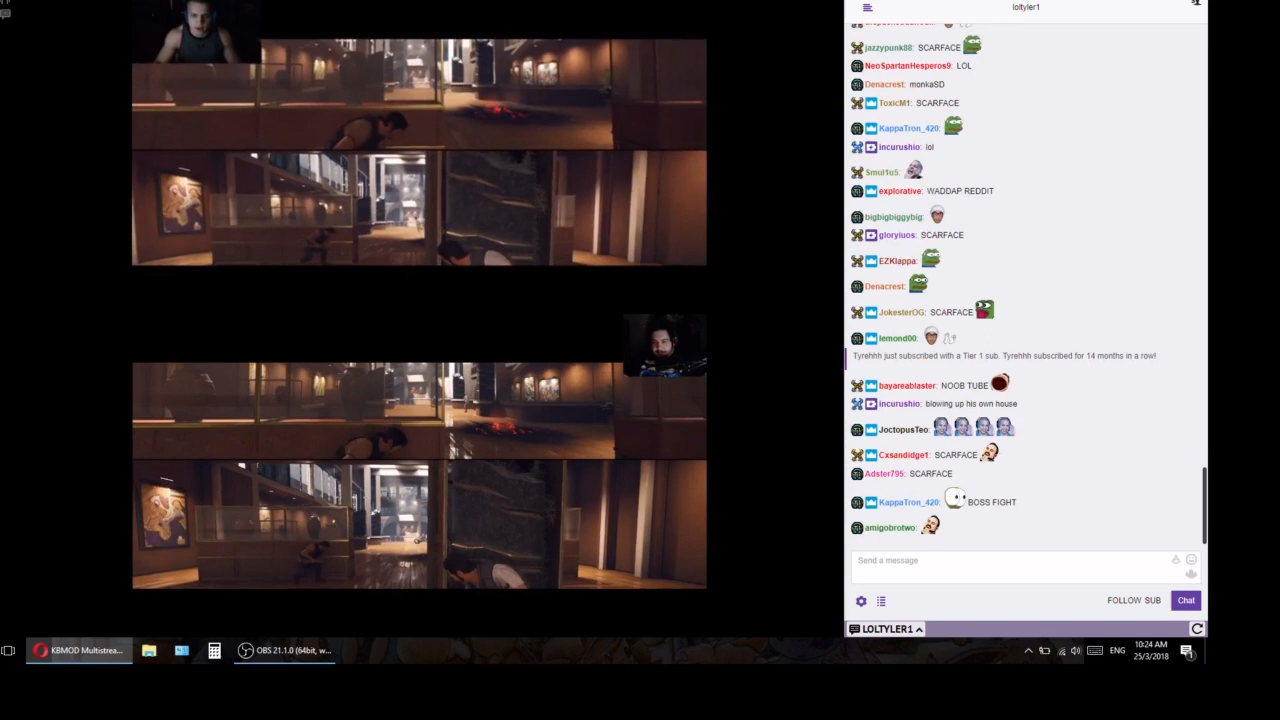 loltyler1
jazzypunk88: SCARFACE
NeoSpartanHesperos9: LOL
Denacrest: monkaSD
ToxicM1: SCARFACE
KappaTron_420:
incurushio: lol
Smul1u5:
explorative: WADDAP REDDIT
bigbigbiggybig:
gloryiuos: SCARFACE
EZKlappa:
Denacrest:
JokesterOG: SCARFACE
lemond00:
Tyrehhh just subscribed with a Tier 1 sub. Tyrehhh subscribed for 14 months in a row!
bayareablaster: NOOB TUBE
incurushio: blowing up his own house
JoctopusTeo:
Cxsandidge1: SCARFACE
Adster795: SCARFACE
KappaTron_420: BOSS FIGHT
amigobrotwo:
Send a message
FOLLOW SUB Chat
LOLTYLER1
KBMOD Multistrea...
OBS 21.1.0 (64bit, w...
ENG
10:24 AM
25/3/2018
1